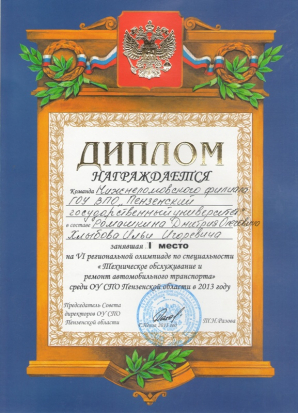 ДИПЛОМ
НАГРАЖДАЕТСЯ
Команда Нижнеломовского филиала
ГОУ ВПО, Пензенский
государственный университет
в составе Ромашкина Дмитрия
Хлыбова Ильи Игоревича
занявшая I место
на VI региональной олимпиаде по специальности
«Техническое обслуживание и
ремонт автомобильного транспорта»
среди ОУ СПО Пензенской области в 2013 году
Председатель Совета
директоров ОУ СПО
Пензенской области
2013